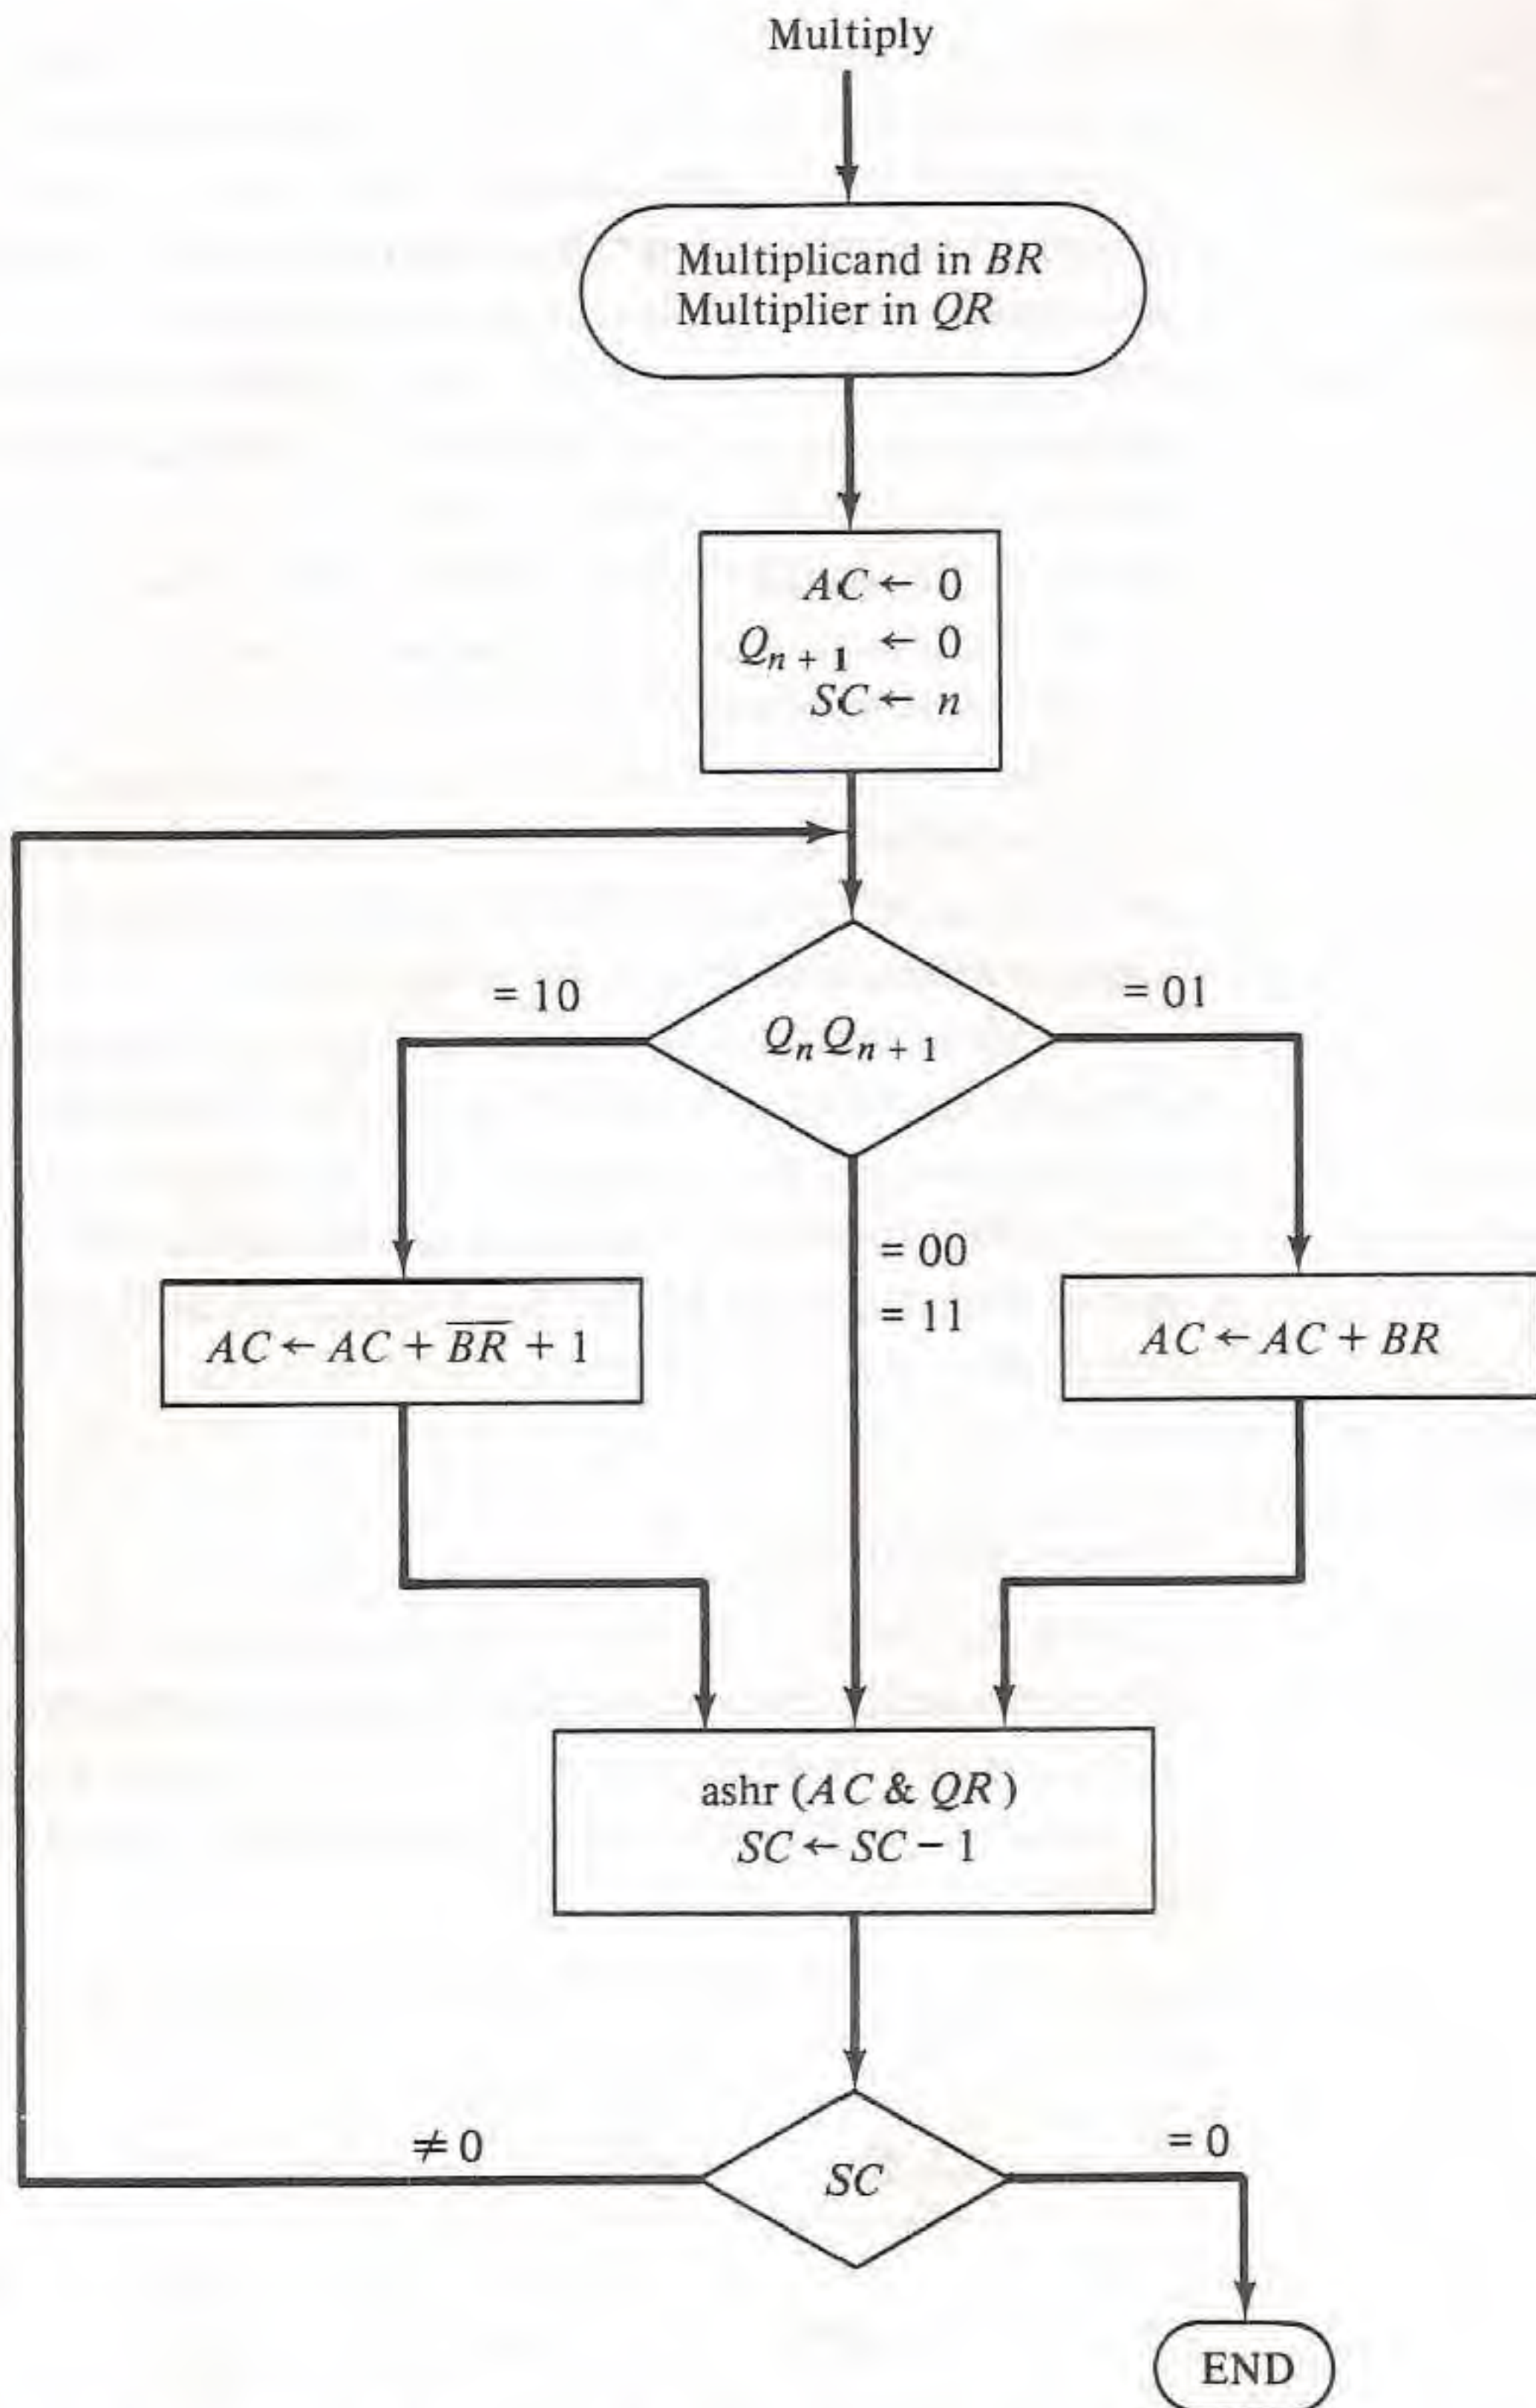 Multiply
Multiplicand in BR
Multiplier in QR
AC ← 0
Qn + 1 ← 0
SC ← n
= 10
QnQn + 1
= 01
= 00
= 11
AC ← AC + B̅R̅ + 1
AC ← AC + BR
ashr (AC & QR)
SC ← SC − 1
≠ 0
SC
= 0
END